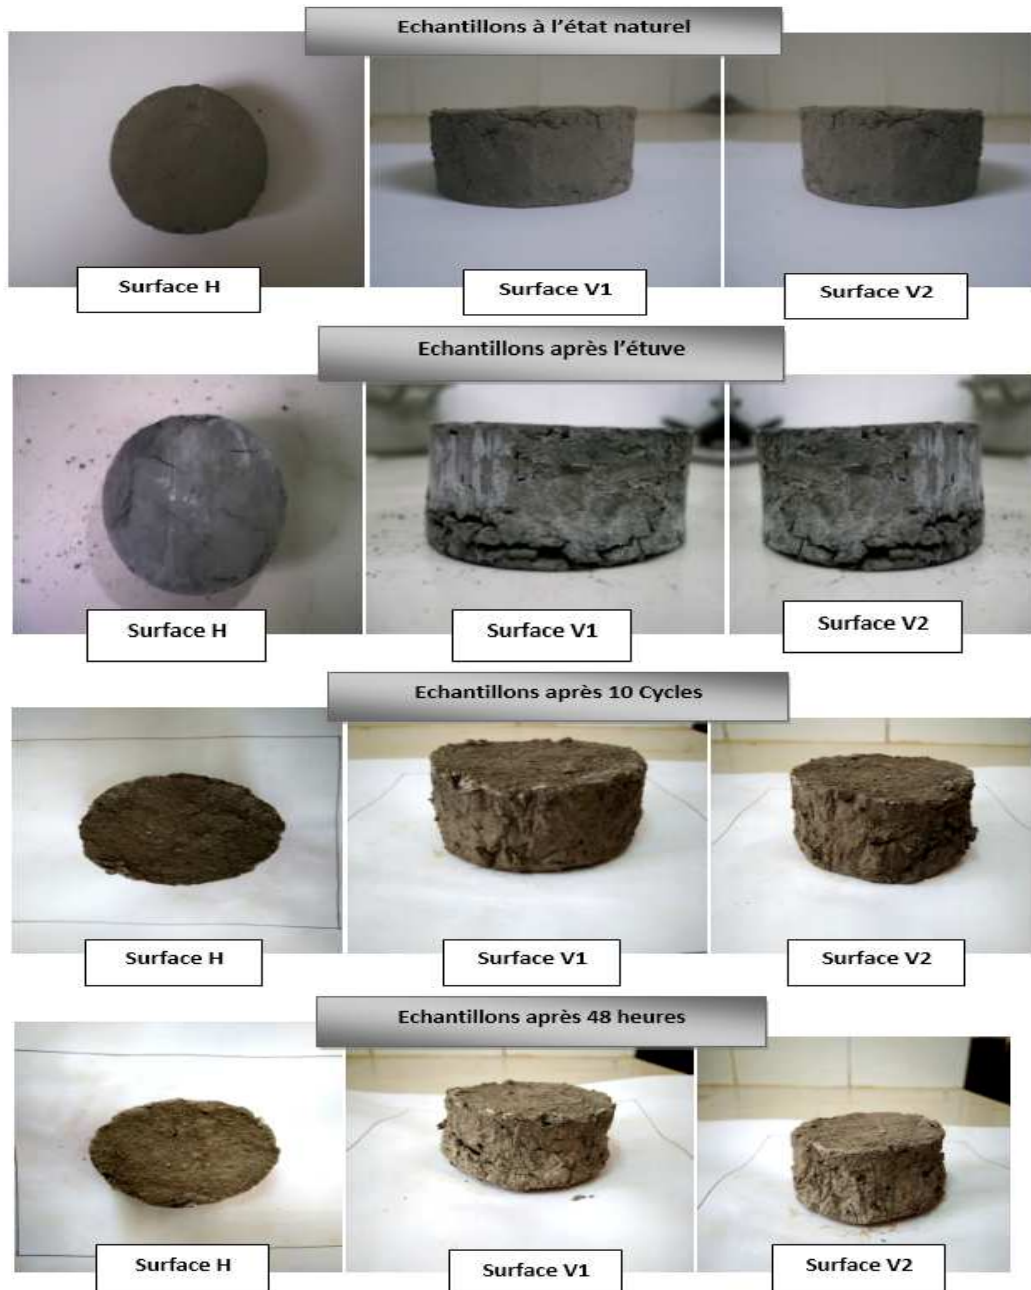 Echantillons à l'état naturel
Surface H
Surface V1
Surface V2
Echantillons après l'étuve
Surface H
Surface V1
Surface V2
Echantillons après 10 Cycles
Surface H
Surface V1
Surface V2
Echantillons après 48 heures
Surface H
Surface V1
Surface V2